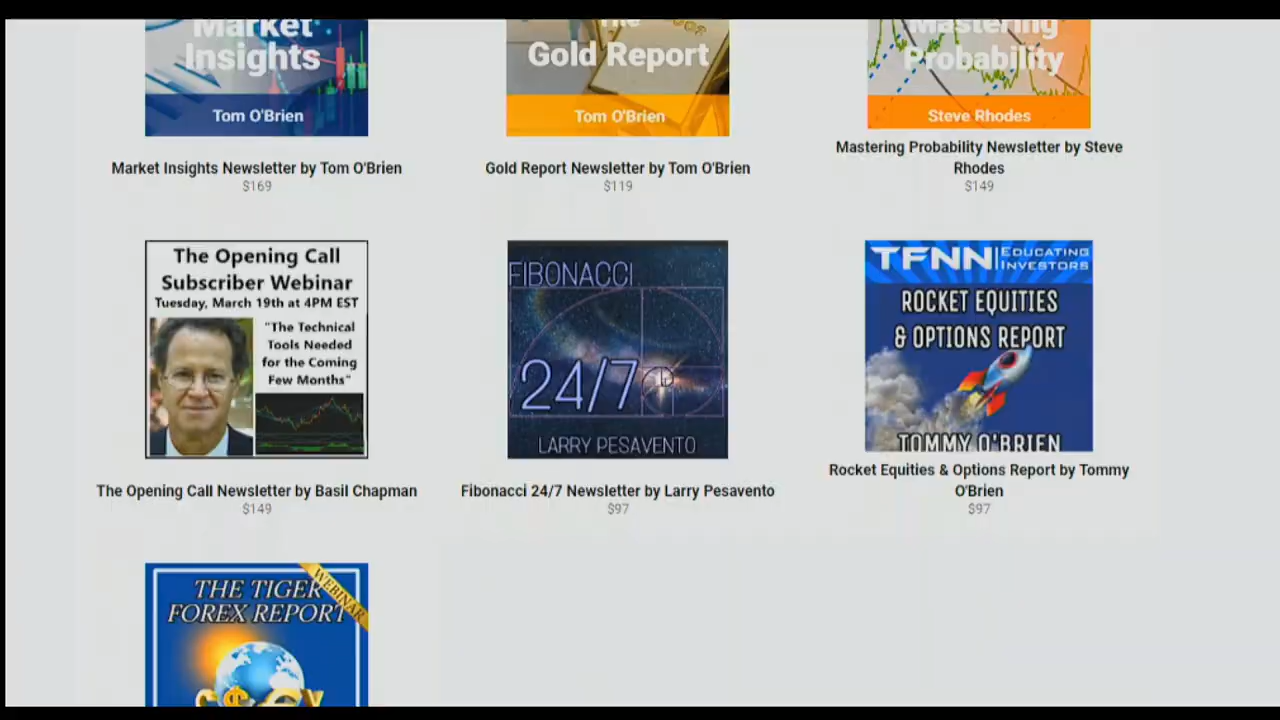 Market
Insights
Tom O'Brien
Market Insights Newsletter by Tom O'Brien
$169
The
Gold Report
Tom O'Brien
Gold Report Newsletter by Tom O'Brien
$119
Mastering
Probability
Steve Rhodes
Mastering Probability Newsletter by Steve
Rhodes
$149
The Opening Call
Subscriber Webinar
Tuesday, March 19th at 4PM EST
"The Technical
Tools Needed
for the Coming
Few Months"
The Opening Call Newsletter by Basil Chapman
$149
FIBONACCI
24/7
LARRY PESAVENTO
Fibonacci 24/7 Newsletter by Larry Pesavento
$97
TFNN EDUCATING
INVESTORS
ROCKET EQUITIES
& OPTIONS REPORT
TOMMY O'BRIEN
Rocket Equities & Options Report by Tommy
O'Brien
$97
THE TIGER
FOREX REPORT
WEBINAR